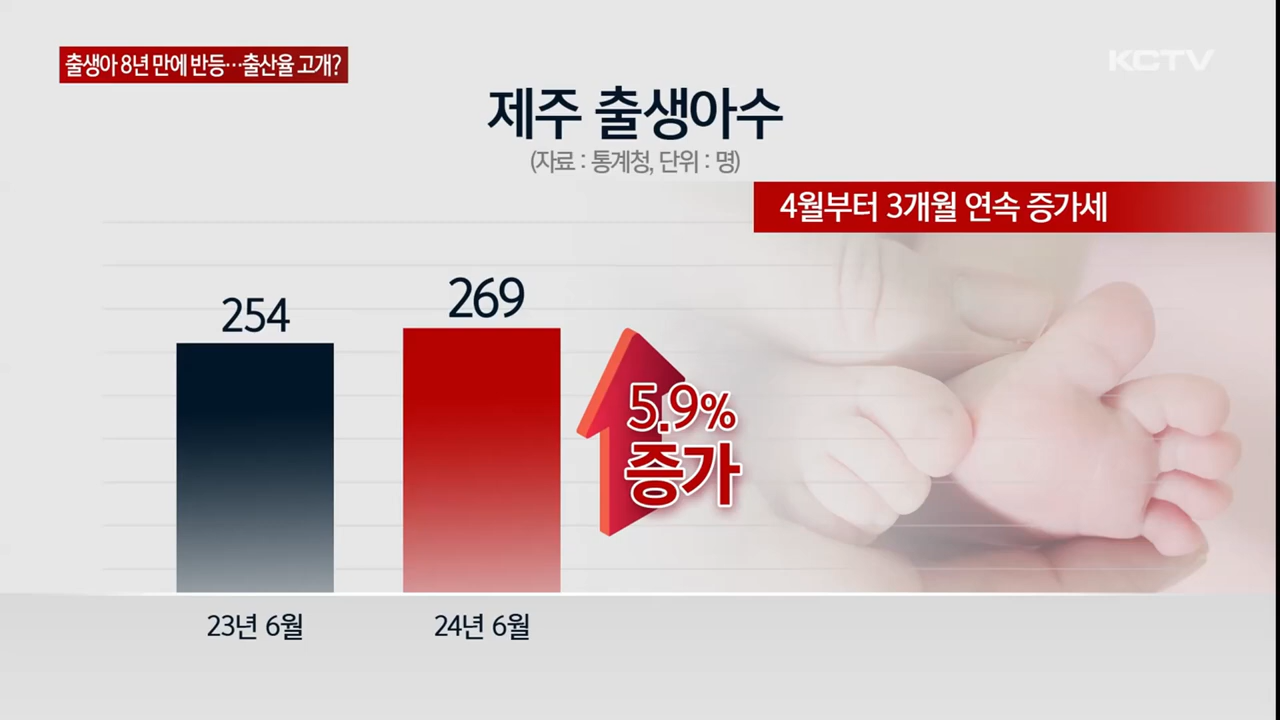 출생아 8년 만에 반등…출산율 고개?
KCTV
제주 출생아수
(자료 : 통계청, 단위 : 명)
4월부터 3개월 연속 증가세
254
269
5.9%
증가
23년 6월
24년 6월